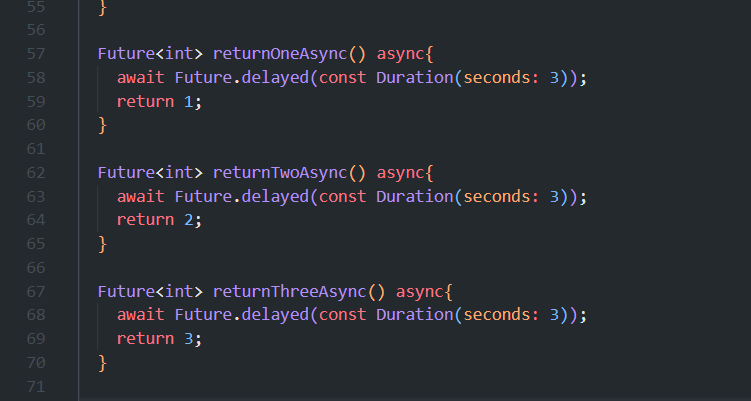 55 }
56
57 Future<int> returnOneAsync() async{
58 await Future.delayed(const Duration(seconds: 3));
59 return 1;
60 }
61
62 Future<int> returnTwoAsync() async{
63 await Future.delayed(const Duration(seconds: 3));
64 return 2;
65 }
66
67 Future<int> returnThreeAsync() async{
68 await Future.delayed(const Duration(seconds: 3));
69 return 3;
70 }
71